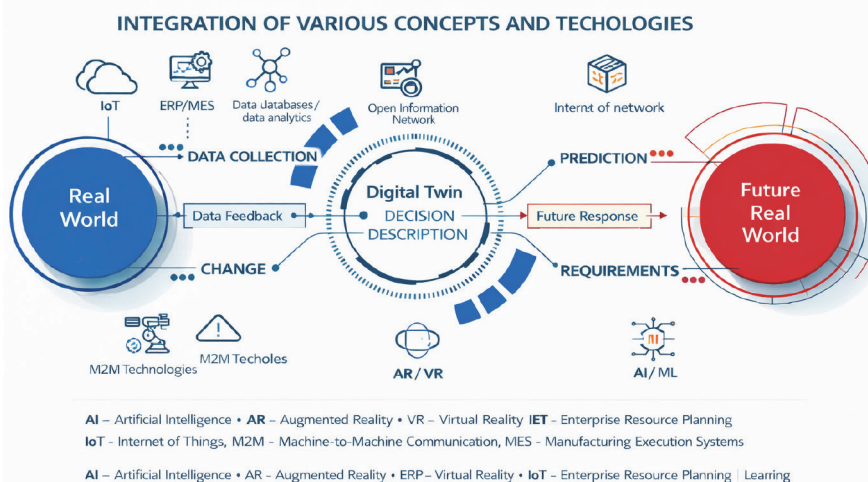 INTEGRATION OF VARIOUS CONCEPTS AND TECHOLOGIES
IoT
ERP/MES
Data databases/
data analytics
Open Information
Network
Internt of network
DATA COLLECTION
PREDICTION
Real
World
Data Feedback
Digital Twin
DECISION
DESCRIPTION
Future Response
Future
Real
World
CHANGE
REQUIREMENTS
M2M Technologies
M2M Techoles
AR / VR
AI / ML
AI – Artificial Intelligence • AR – Augmented Reality • VR – Virtual Reality IET - Enterprise Resource Planning
IoT - Internet of Things, M2M – Machine-to-Machine Communication, MES - Manufacturing Execution Systems
AI – Artificial Intelligence • AR - Augmented Reality • ERP – Virtual Reality • IoT – Enterprise Resource Planning | Learring